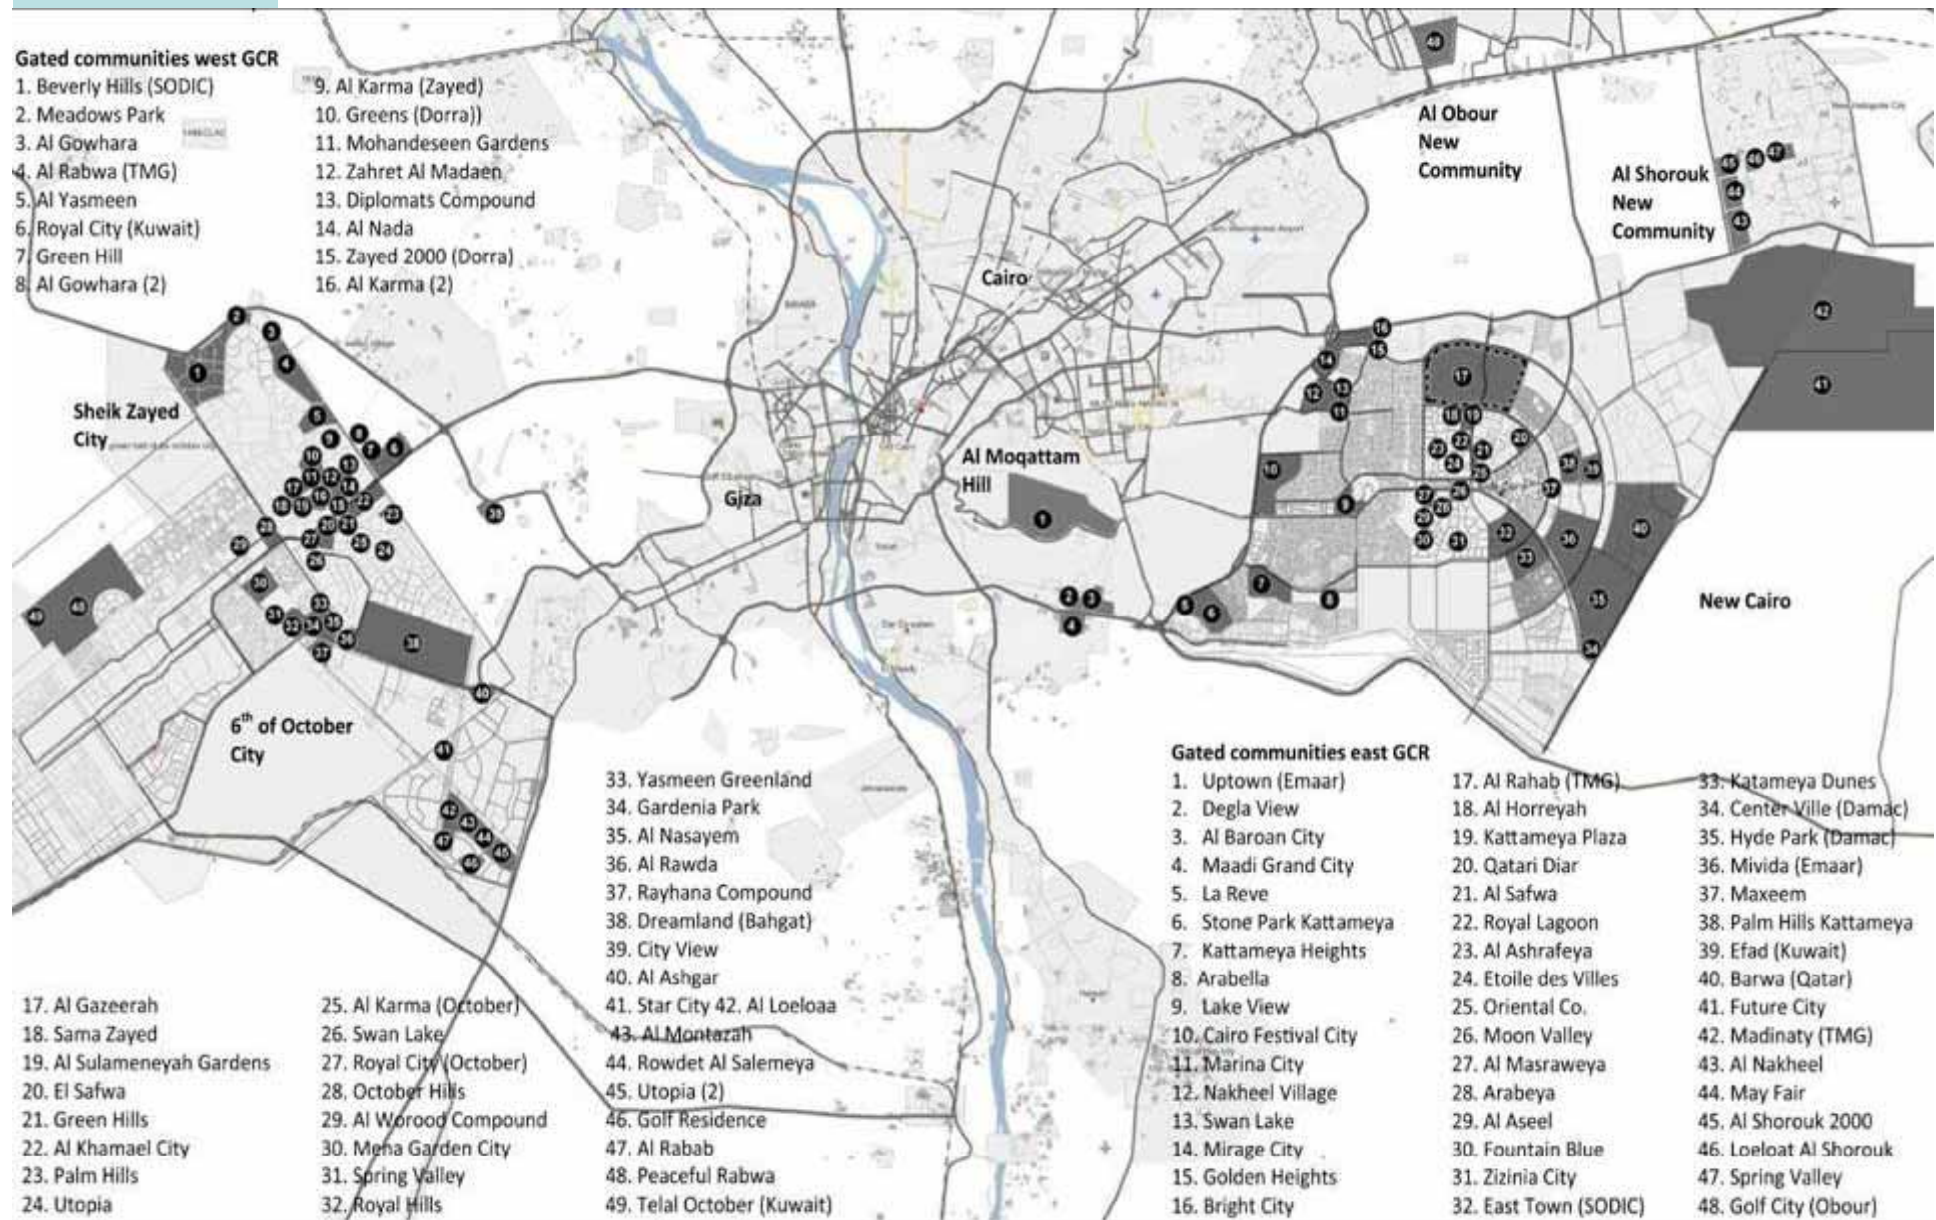 Gated communities west GCR
1. Beverly Hills (SODIC)
2. Meadows Park
3. Al Gowhara
4. Al Rabwa (TMG)
5. Al Yasmeen
6. Royal City (Kuwait)
7. Green Hill
8. Al Gowhara (2)
9. Al Karma (Zayed)
10. Greens (Dorra))
11. Mohandeseen Gardens
12. Zahret Al Madaen
13. Diplomats Compound
14. Al Nada
15. Zayed 2000 (Dorra)
16. Al Karma (2)
Al Obour
New
Community
Al Shorouk
New
Community
Cairo
Sheik Zayed
City
Al Moqattam
Hill
Giza
New Cairo
6th of October
City
17. Al Gazeerah
18. Sama Zayed
19. Al Sulameneyah Gardens
20. El Safwa
21. Green Hills
22. Al Khamael City
23. Palm Hills
24. Utopia
25. Al Karma (October)
26. Swan Lake
27. Royal City (October)
28. October Hills
29. Al Worood Compound
30. Mena Garden City
31. Spring Valley
32. Royal Hills
33. Yasmeen Greenland
34. Gardenia Park
35. Al Nasayem
36. Al Rawda
37. Rayhana Compound
38. Dreamland (Bahgat)
39. City View
40. Al Ashgar
41. Star City 42. Al Loeloaa
43. Al Montazah
44. Rowdet Al Salemeya
45. Utopia (2)
46. Golf Residence
47. Al Rabab
48. Peaceful Rabwa
49. Telal October (Kuwait)
Gated communities east GCR
1. Uptown (Emaar)
2. Degla View
3. Al Baroan City
4. Maadi Grand City
5. La Reve
6. Stone Park Kattameya
7. Kattameya Heights
8. Arabella
9. Lake View
10. Cairo Festival City
11. Marina City
12. Nakheel Village
13. Swan Lake
14. Mirage City
15. Golden Heights
16. Bright City
17. Al Rahab (TMG)
18. Al Horreyah
19. Kattameya Plaza
20. Qatari Diar
21. Al Safwa
22. Royal Lagoon
23. Al Ashrafeya
24. Etoile des Villes
25. Oriental Co.
26. Moon Valley
27. Al Masraweya
28. Arabeya
29. Al Aseel
30. Fountain Blue
31. Zizinia City
32. East Town (SODIC)
33. Katameya Dunes
34. Center Ville (Damac)
35. Hyde Park (Damac)
36. Mivida (Emaar)
37. Maxeem
38. Palm Hills Kattameya
39. Efad (Kuwait)
40. Barwa (Qatar)
41. Future City
42. Madinaty (TMG)
43. Al Nakheel
44. May Fair
45. Al Shorouk 2000
46. Loeloat Al Shorouk
47. Spring Valley
48. Golf City (Obour)